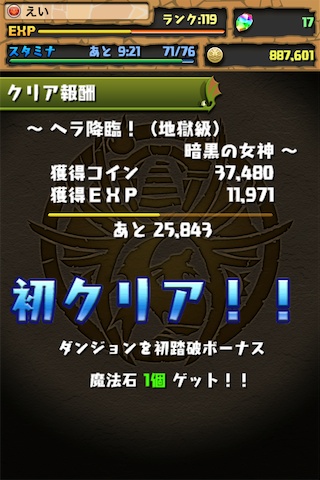 えい
ランク:119
17
EXP
スタミナ あと 9:21 71/76
887,601
クリア報酬
～ ヘラ降臨！（地獄級）
暗黒の女神 ～
獲得コイン 37,480
獲得EXP 11,971
あと 25,843
初クリア！！
ダンジョンを初踏破ボーナス
魔法石 1個 ゲット！！